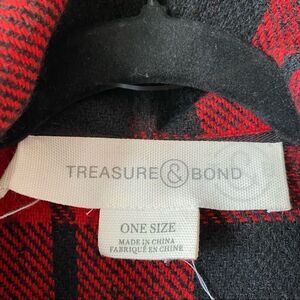 TREASURE & BOND
ONE SIZE
MADE IN CHINA
FABRIQUÉ EN CHINE